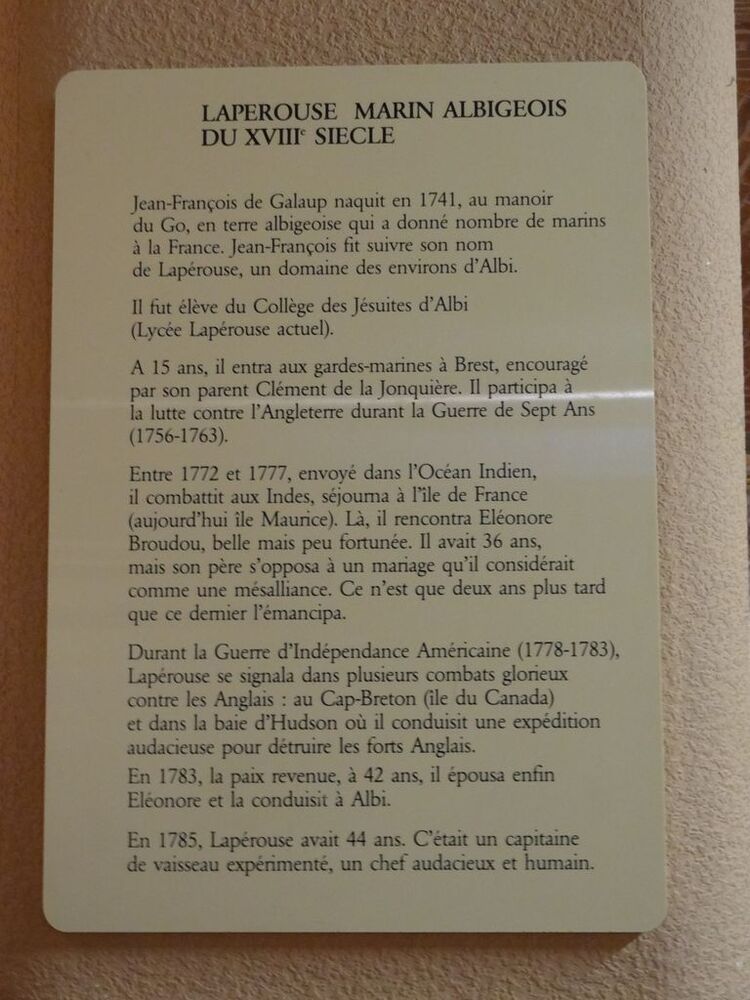 LAPEROUSE MARIN ALBIGEOIS
DU XVIIIe SIECLE
Jean-François de Galaup naquit en 1741, au manoir
du Go, en terre albigeoise qui a donné nombre de marins
à la France. Jean-François fit suivre son nom
de Lapérouse, un domaine des environs d'Albi.
Il fut élève du Collège des Jésuites d'Albi
(Lycée Lapérouse actuel).
A 15 ans, il entra aux gardes-marines à Brest, encouragé
par son parent Clément de la Jonquière. Il participa à
la lutte contre l'Angleterre durant la Guerre de Sept Ans
(1756-1763).
Entre 1772 et 1777, envoyé dans l'Océan Indien,
il combattit aux Indes, séjourna à l'île de France
(aujourd'hui île Maurice). Là, il rencontra Eléonore
Broudou, belle mais peu fortunée. Il avait 36 ans,
mais son père s'opposa à un mariage qu'il considérait
comme une mésalliance. Ce n'est que deux ans plus tard
que ce dernier l'émancipa.
Durant la Guerre d'Indépendance Américaine (1778-1783),
Lapérouse se signala dans plusieurs combats glorieux
contre les Anglais : au Cap-Breton (île du Canada)
et dans la baie d'Hudson où il conduisit une expédition
audacieuse pour détruire les forts Anglais.
En 1783, la paix revenue, à 42 ans, il épousa enfin
Eléonore et la conduisit à Albi.
En 1785, Lapérouse avait 44 ans. C'était un capitaine
de vaisseau expérimenté, un chef audacieux et humain.